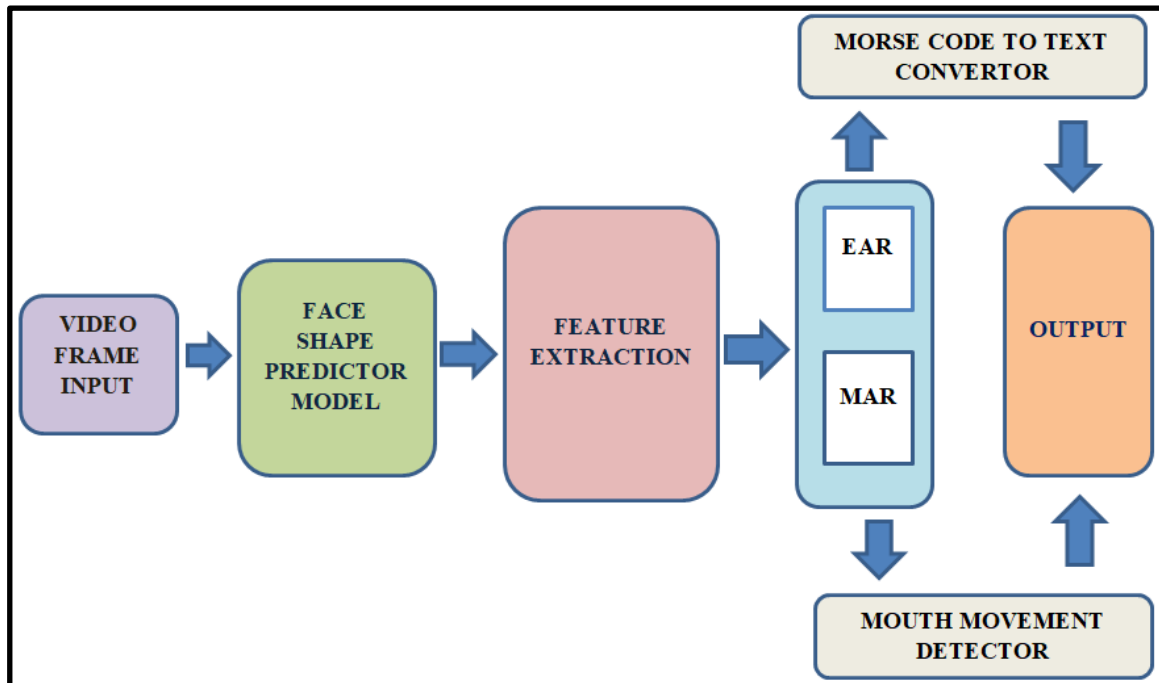 MORSE CODE TO TEXT
CONVERTOR
VIDEO
FRAME
INPUT
FACE
SHAPE
PREDICTOR
MODEL
FEATURE
EXTRACTION
EAR
MAR
OUTPUT
MOUTH MOVEMENT
DETECTOR